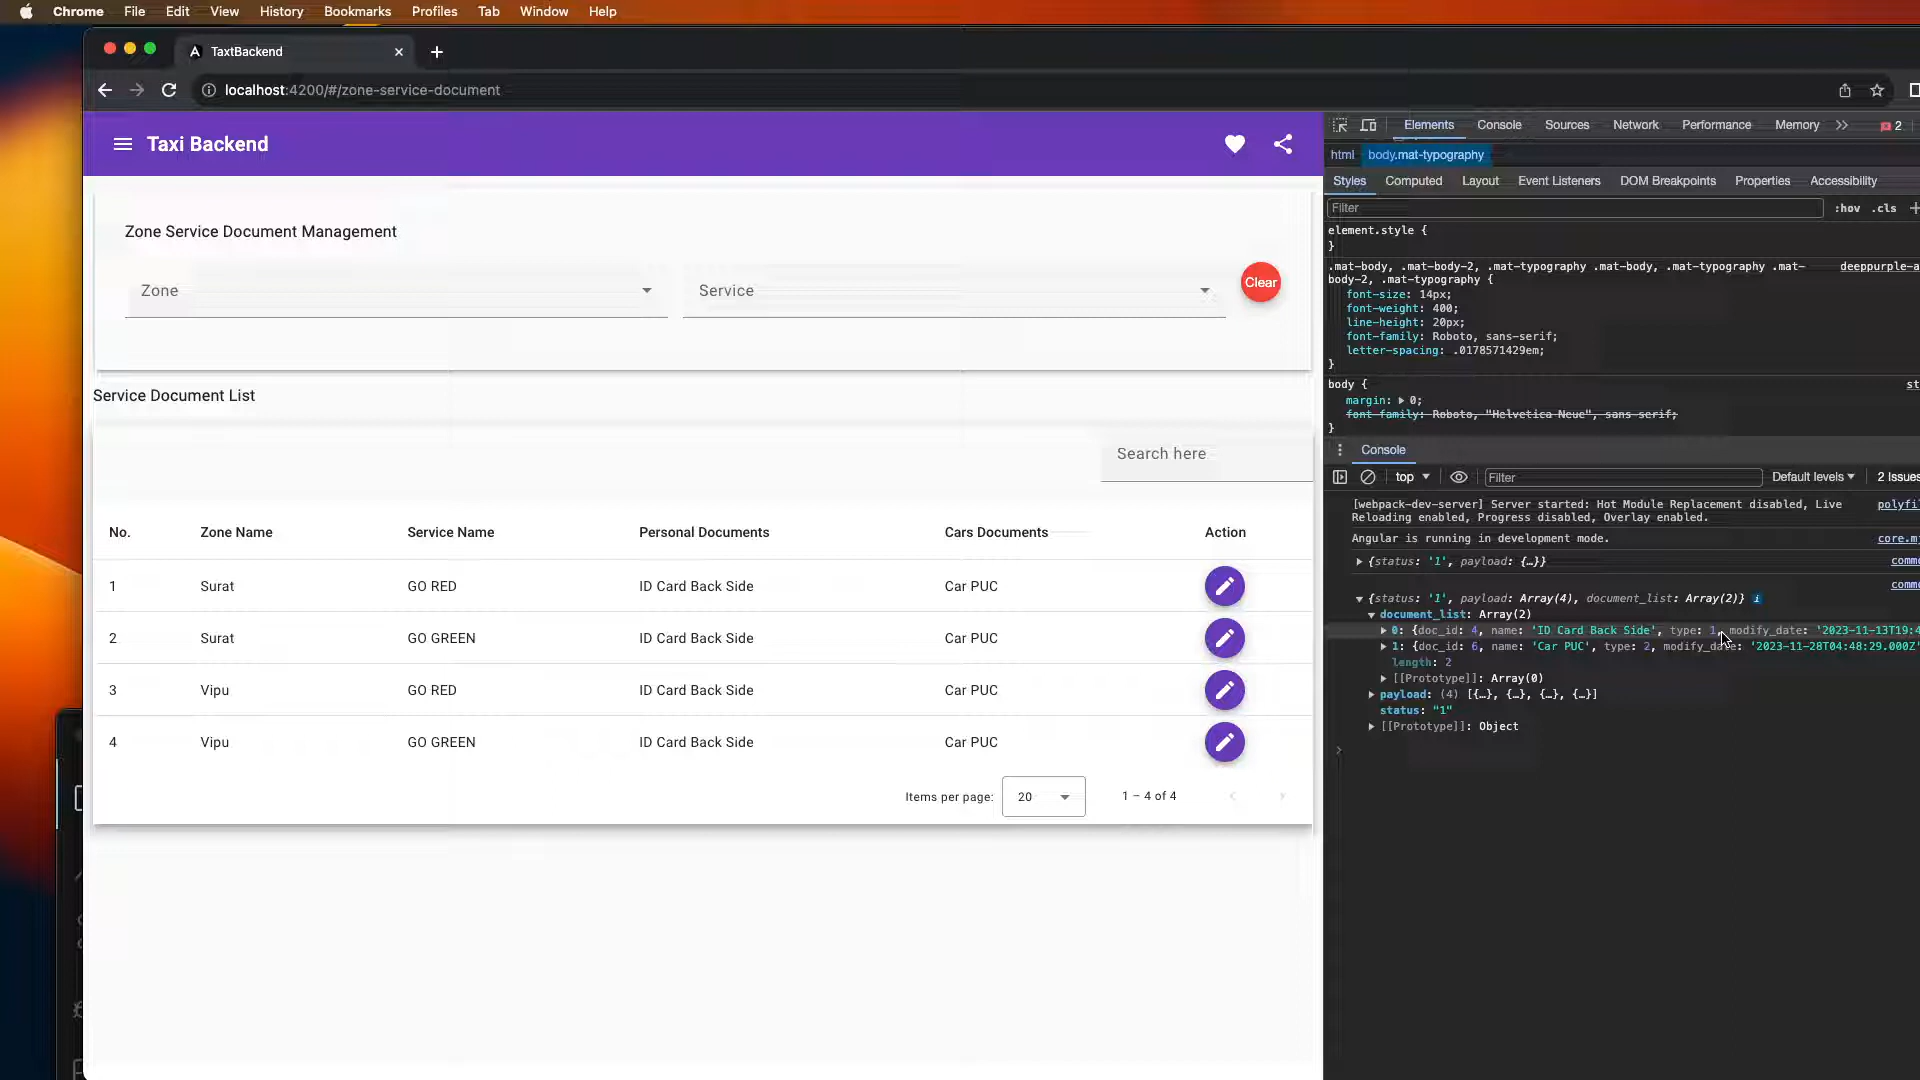 Chrome File Edit View History Bookmarks Profiles Tab Window Help
TaxtBackend
localhost:4200/#/zone-service-document
Taxi Backend
Zone Service Document Management
Zone
Service
Clear
Service Document List
Search here
No. Zone Name Service Name Personal Documents Cars Documents Action
1 Surat GO RED ID Card Back Side Car PUC
2 Surat GO GREEN ID Card Back Side Car PUC
3 Vipu GO RED ID Card Back Side Car PUC
4 Vipu GO GREEN ID Card Back Side Car PUC
Items per page: 20 1 – 4 of 4
Elements Console Sources Network Performance Memory 2
html body.mat-typography
Styles Computed Layout Event Listeners DOM Breakpoints Properties Accessibility
Filter :hov .cls +
element.style {
}
.mat-body, .mat-body-2, .mat-typography .mat-body, .mat-typography .mat- deeppurple-a
body-2, .mat-typography {
font-size: 14px;
font-weight: 400;
line-height: 20px;
font-family: Roboto, sans-serif;
letter-spacing: .0178571429em;
}
body { st
margin: 0;
font-family: Roboto, "Helvetica Neue", sans-serif;
}
Console
top Filter Default levels 2 Issues
[webpack-dev-server] Server started: Hot Module Replacement disabled, Live polyfi
Reloading enabled, Progress disabled, Overlay enabled.
Angular is running in development mode. core.m
{status: '1', payload: {…}} commo
commo
{status: '1', payload: Array(4), document_list: Array(2)} i
document_list: Array(2)
0: {doc_id: 4, name: 'ID Card Back Side', type: 1, modify_date: '2023-11-13T19:4
1: {doc_id: 6, name: 'Car PUC', type: 2, modify_date: '2023-11-28T04:48:29.000Z'
length: 2
[[Prototype]]: Array(0)
payload: (4) [{…}, {…}, {…}, {…}]
status: "1"
[[Prototype]]: Object